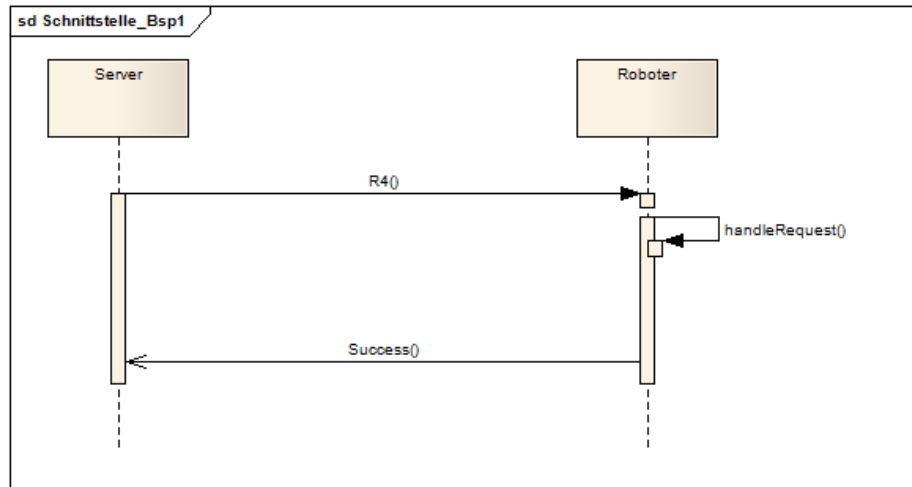 sd Schnittstelle_Bsp1
Server
Roboter
R4()
handleRequest()
Success()